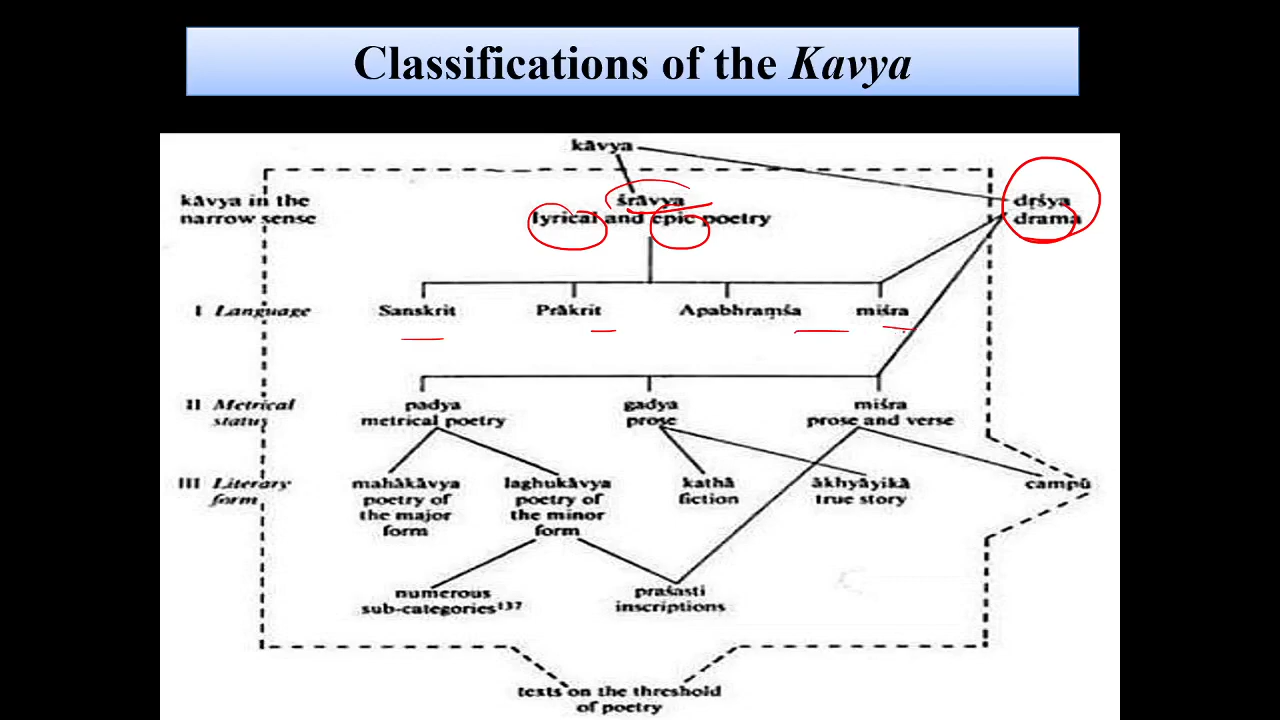 Classifications of the Kavya
kāvya
kāvya in the
narrow sense
śrāvya
lyrical and epic poetry
dṛśya
drama
I Language
Sanskrit
Prākrit
Apabhraṃśa
miśra
II Metrical
status
padya
metrical poetry
gadya
prose
miśra
prose and verse
III Literary
form
mahākāvya
poetry of
the major
form
laghukāvya
poetry of
the minor
form
kathā
fiction
ākhyāyikā
true story
campū
numerous
sub-categories¹³⁷
praśasti
inscriptions
texts on the threshold
of poetry